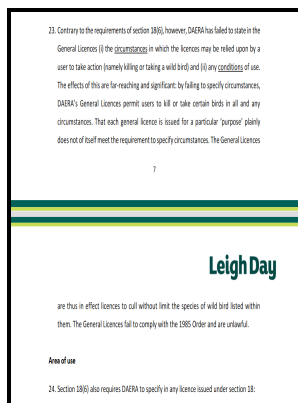 23. Contrary to the requirements of section 18(6), however, DAERA has failed to state in the
General Licences (i) the circumstances in which the licences may be relied upon by a
user to take action (namely killing or taking a wild bird) and (ii) any conditions of use.
The effects of this are far-reaching and significant: by failing to specify circumstances,
DAERA's General Licences permit users to kill or take certain birds in all and any
circumstances. That each general licence is issued for a particular 'purpose' plainly
does not of itself meet the requirement to specify circumstances. The General Licences
7
Leigh Day
are thus in effect licences to cull without limit the species of wild bird listed within
them. The General Licences fail to comply with the 1985 Order and are unlawful.
Area of use
24. Section 18(6) also requires DAERA to specify in any licence issued under section 18: